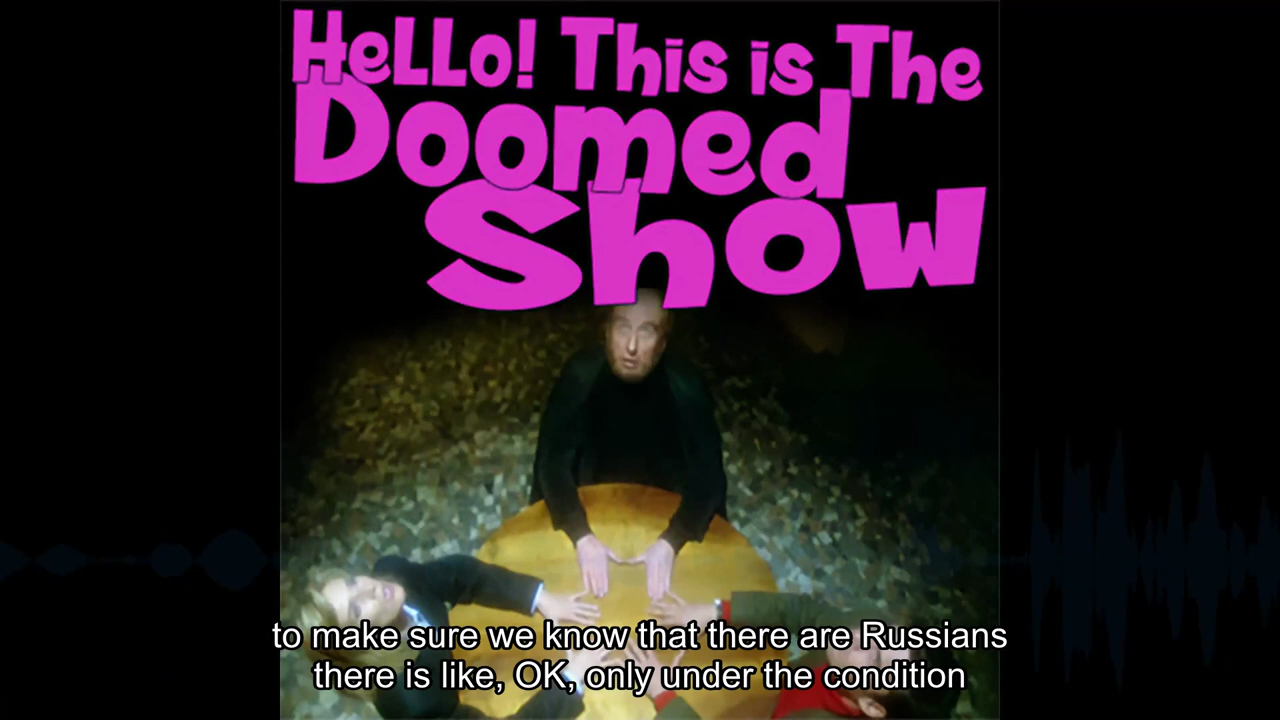 HeLLo! This is The
Doomed
Show
to make sure we know that there are Russians
there is like, OK, only under the condition